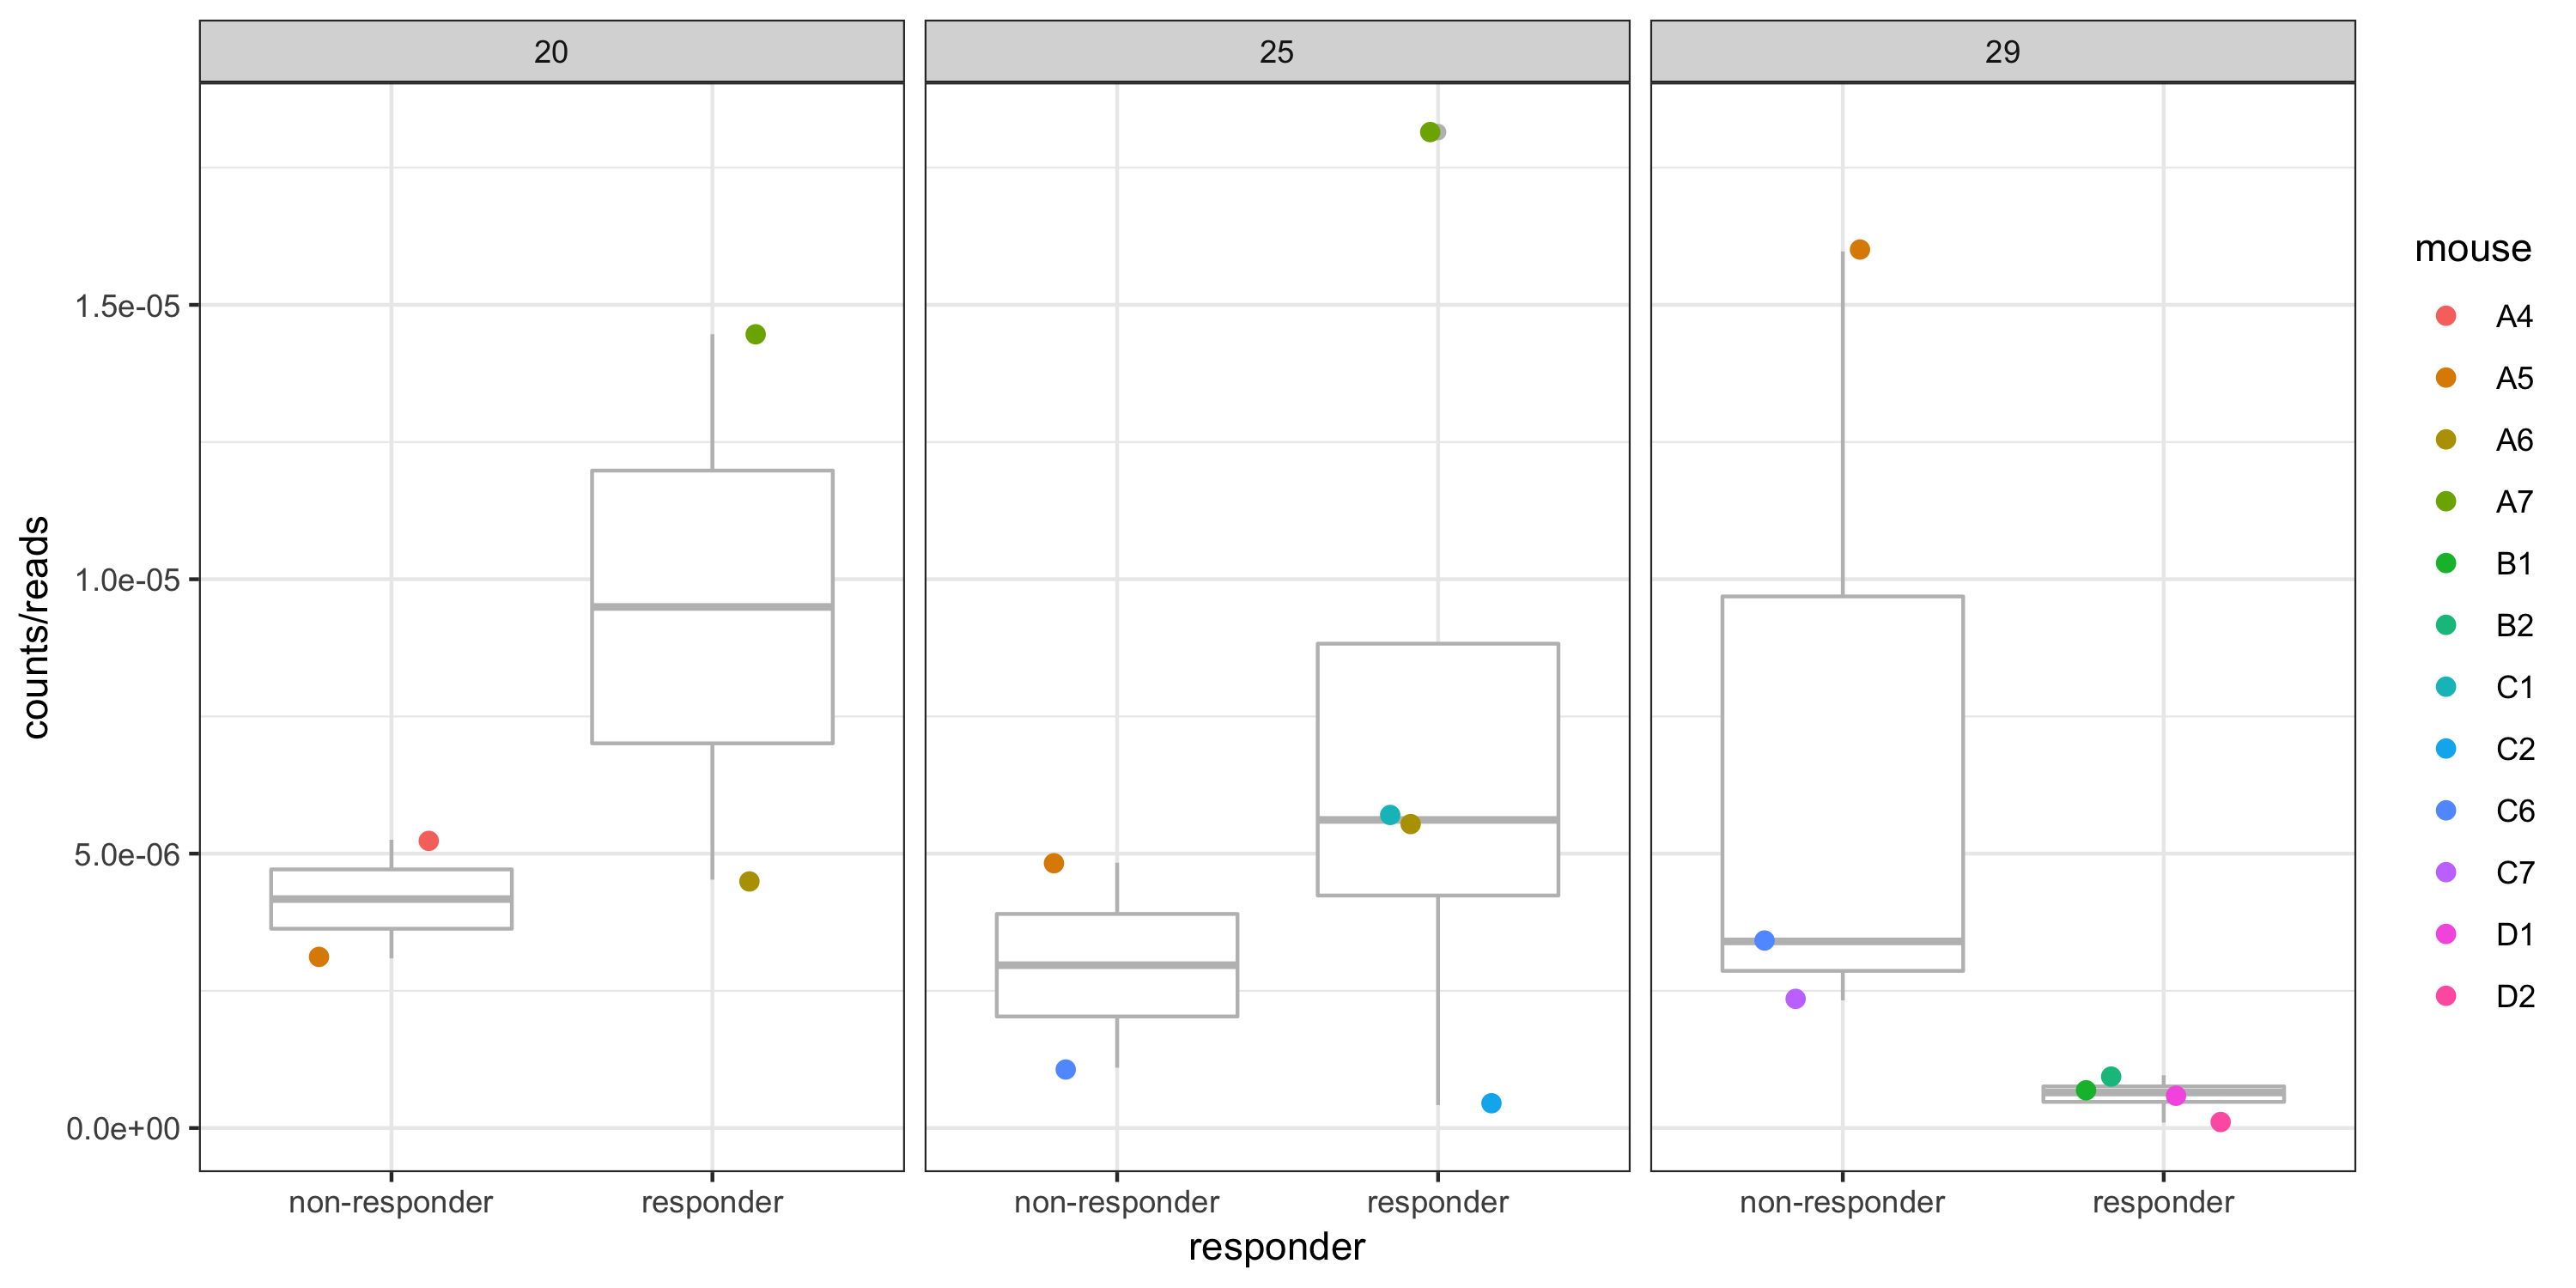 20
25
29
counts/reads
1.5e-05
1.0e-05
5.0e-06
0.0e+00
non-responder
responder
non-responder
responder
non-responder
responder
responder
mouse
A4
A5
A6
A7
B1
B2
C1
C2
C6
C7
D1
D2